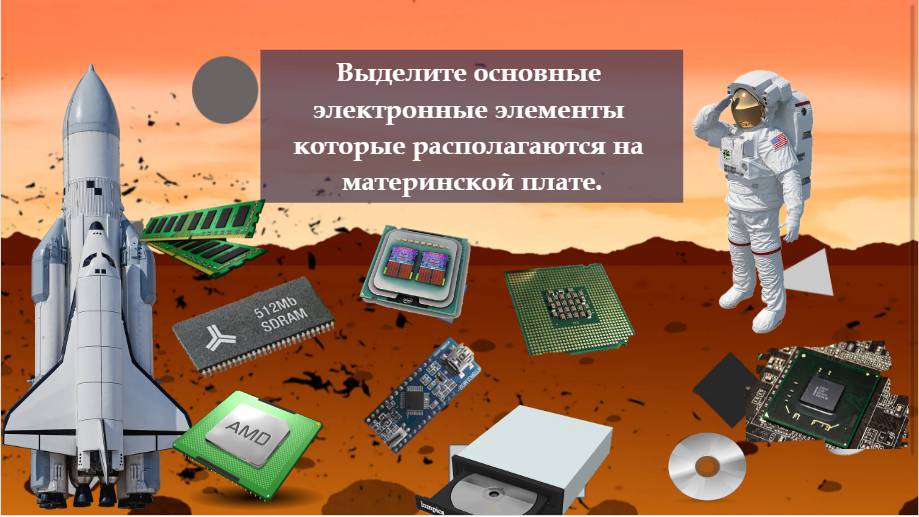 Выделите основные
электронные элементы
которые располагаются на
материнской плате.
512Mb
SDRAM
AMD